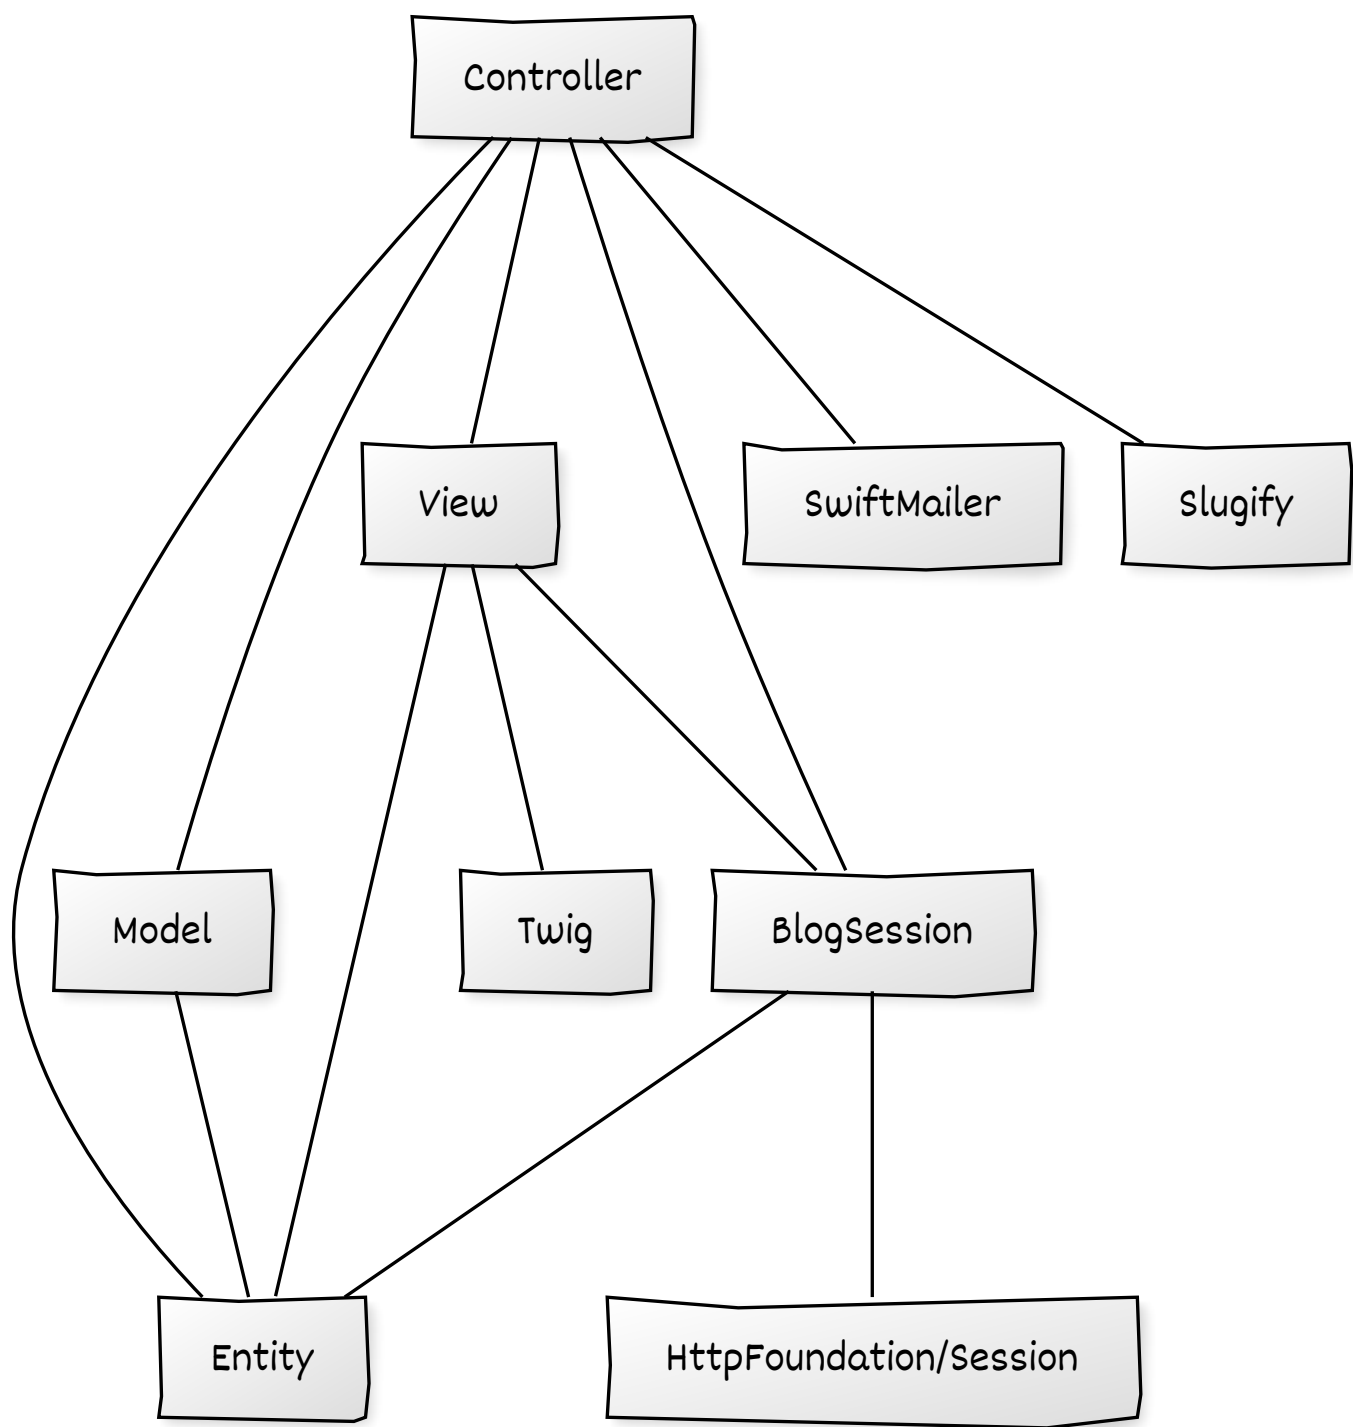 Controller
View
SwiftMailer
Slugify
Model
Twig
BlogSession
Entity
HttpFoundation/Session